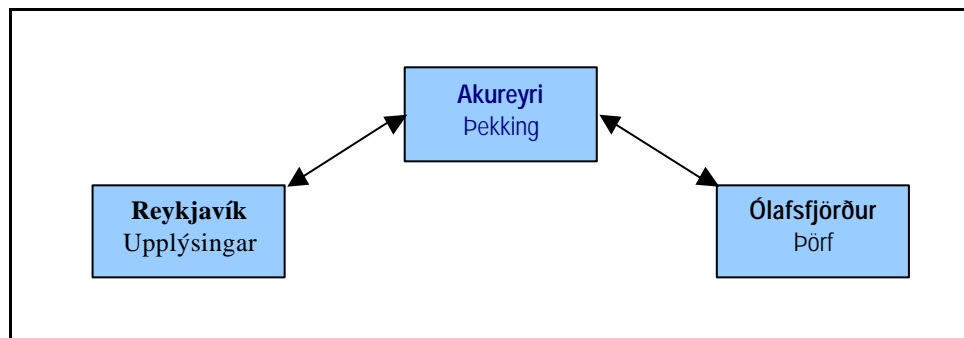 Akureyri
Þekking
Reykjavík
Upplýsingar
Ólafsfjörður
Þörf